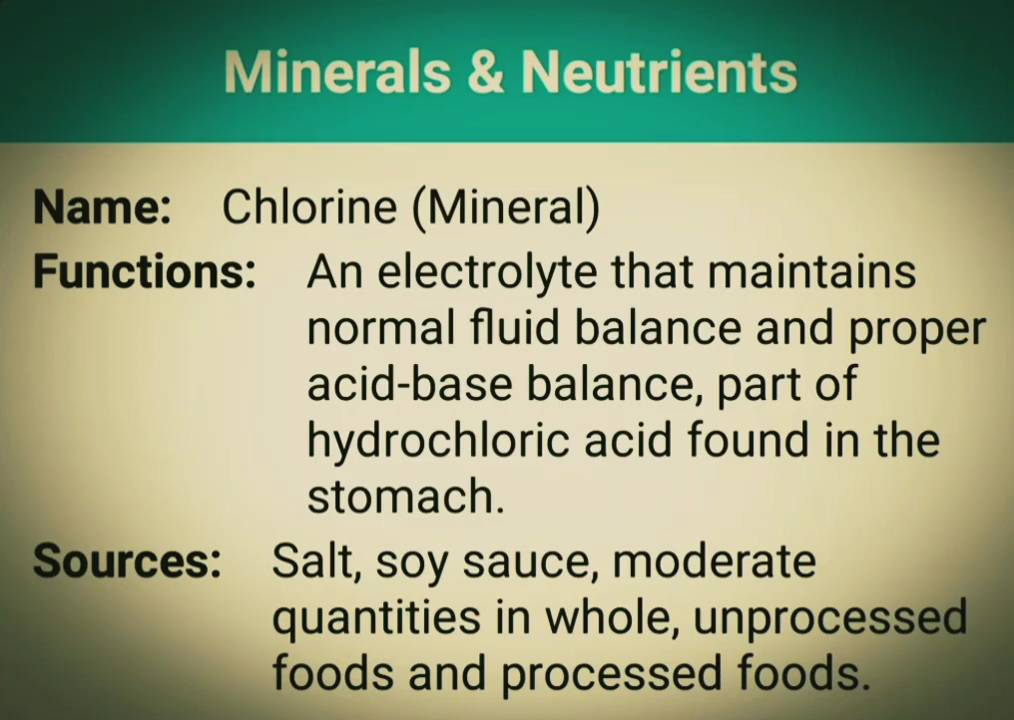 Minerals & Neutrients
Name: Chlorine (Mineral)
Functions: An electrolyte that maintains
normal fluid balance and proper
acid-base balance, part of
hydrochloric acid found in the
stomach.
Sources: Salt, soy sauce, moderate
quantities in whole, unprocessed
foods and processed foods.